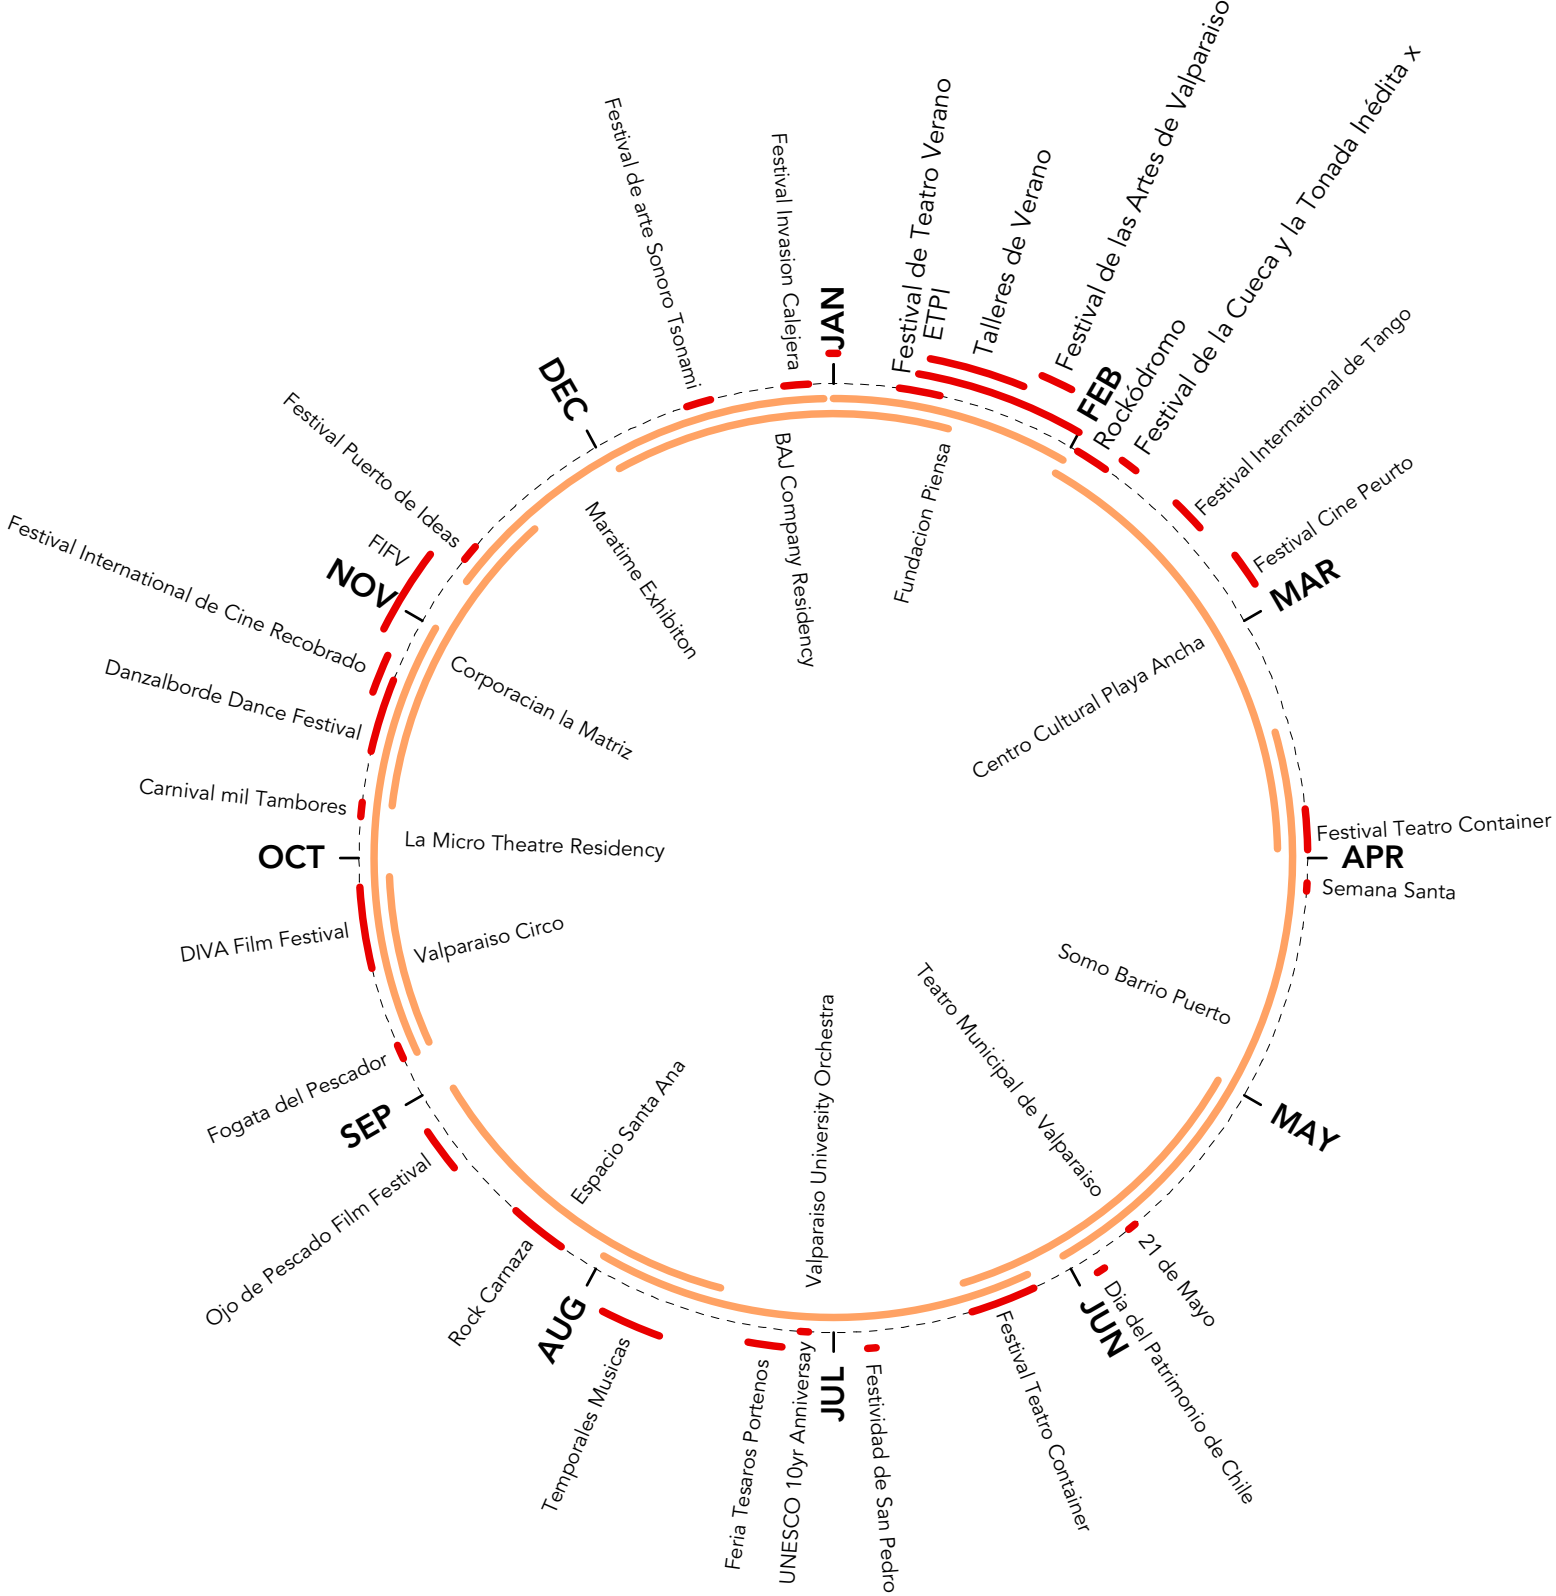 JAN
Festival de Teatro Verano
ETPI
Talleres de Verano
Festival de las Artes de Valparaiso
FEB
Rockódromo
Festival de la Cueca y la Tonada Inédita x
Festival International de Tango
Festival Cine Peurto
MAR
Festival Teatro Container
APR
Semana Santa
MAY
21 de Mayo
Dia del Patrimonio de Chile
JUN
Festival Teatro Container
Festividad de San Pedro
JUL
UNESCO 10yr Anniversay
Feria Tesaros Portenos
Temporales Musicas
AUG
Rock Carnaza
Ojo de Pescado Film Festival
SEP
Fogata del Pescador
DIVA Film Festival
OCT
Carnival mil Tambores
Danzalborde Dance Festival
Festival International de Cine Recobrado
NOV
FIFV
Festival Puerto de Ideas
DEC
Festival de arte Sonoro Tsonami
Festival Invasion Calejera
Fundacion Piensa
Centro Cultural Playa Ancha
Somo Barrio Puerto
Teatro Municipal de Valparaiso
Valparaiso University Orchestra
Espacio Santa Ana
Valparaiso Circo
La Micro Theatre Residency
Corporacian la Matriz
Maratime Exhibiton
BAJ Company Residency